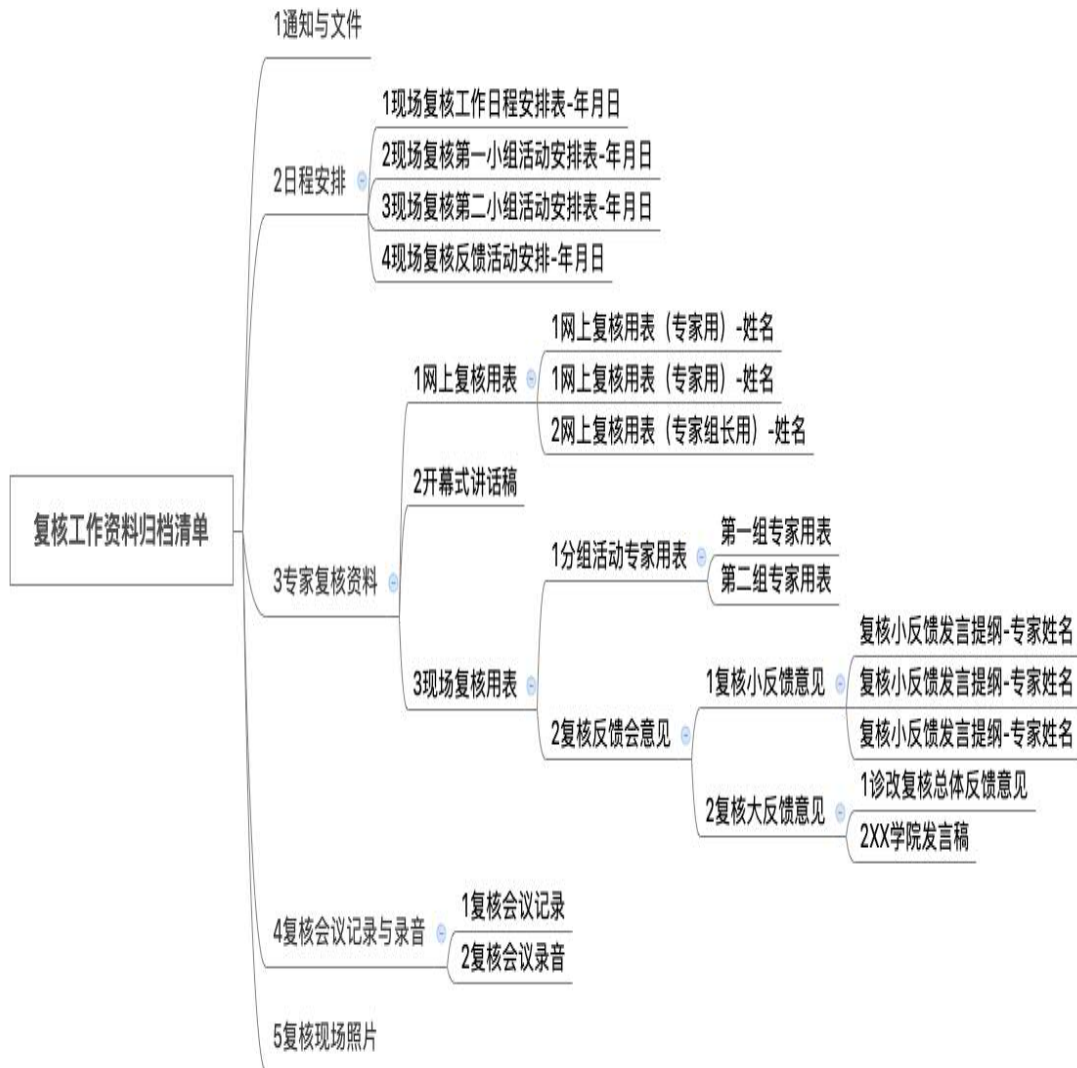 1通知与文件
1现场复核工作日程安排表-年月日
2现场复核第一小组活动安排表-年月日
2日程安排
3现场复核第二小组活动安排表-年月日
4现场复核反馈活动安排-年月日
1网上复核用表（专家用）-姓名
1网上复核用表
1网上复核用表（专家用）-姓名
2网上复核用表（专家组长用）-姓名
2开幕式讲话稿
复核工作资料归档清单
3专家复核资料
1分组活动专家用表
第一组专家用表
第二组专家用表
3现场复核用表
复核小反馈发言提纲-专家姓名
1复核小反馈意见
复核小反馈发言提纲-专家姓名
2复核反馈会意见
复核小反馈发言提纲-专家姓名
2复核大反馈意见
1诊改复核总体反馈意见
2XX学院发言稿
4复核会议记录与录音
1复核会议记录
2复核会议录音
5复核现场照片